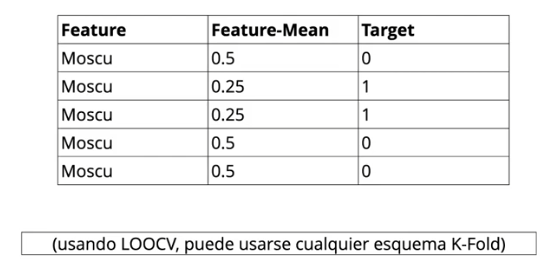 Feature Feature-Mean Target
Moscu 0.5 0
Moscu 0.25 1
Moscu 0.25 1
Moscu 0.5 0
Moscu 0.5 0
(usando LOOCV, puede usarse cualquier esquema K-Fold)